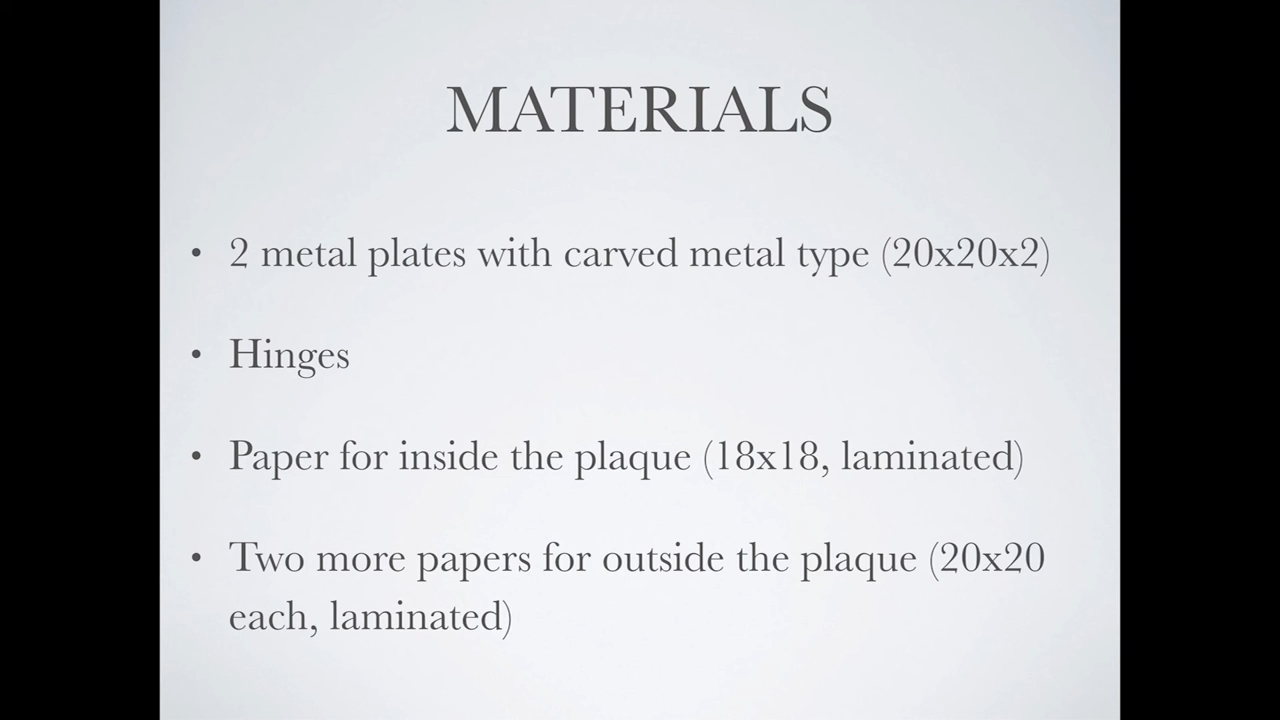 MATERIALS
• 2 metal plates with carved metal type (20x20x2)
• Hinges
• Paper for inside the plaque (18x18, laminated)
• Two more papers for outside the plaque (20x20
each, laminated)